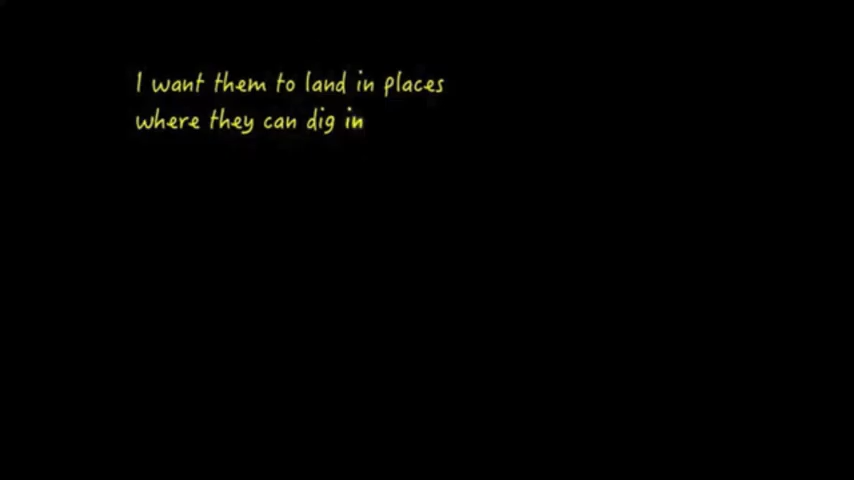 I want them to land in places
where they can dig in